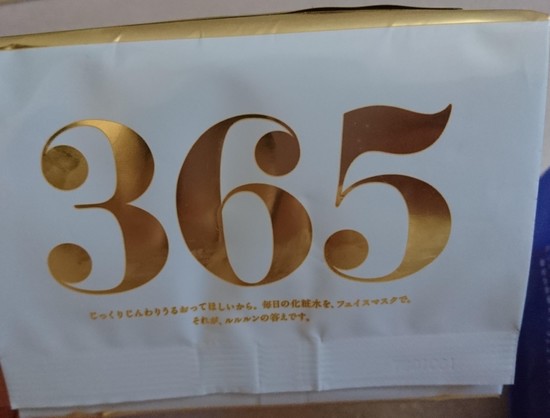 365
じっくりじんわりうるおってほしいから、毎日の化粧水を、フェイスマスクで。
それが、ルルルンの答えです。